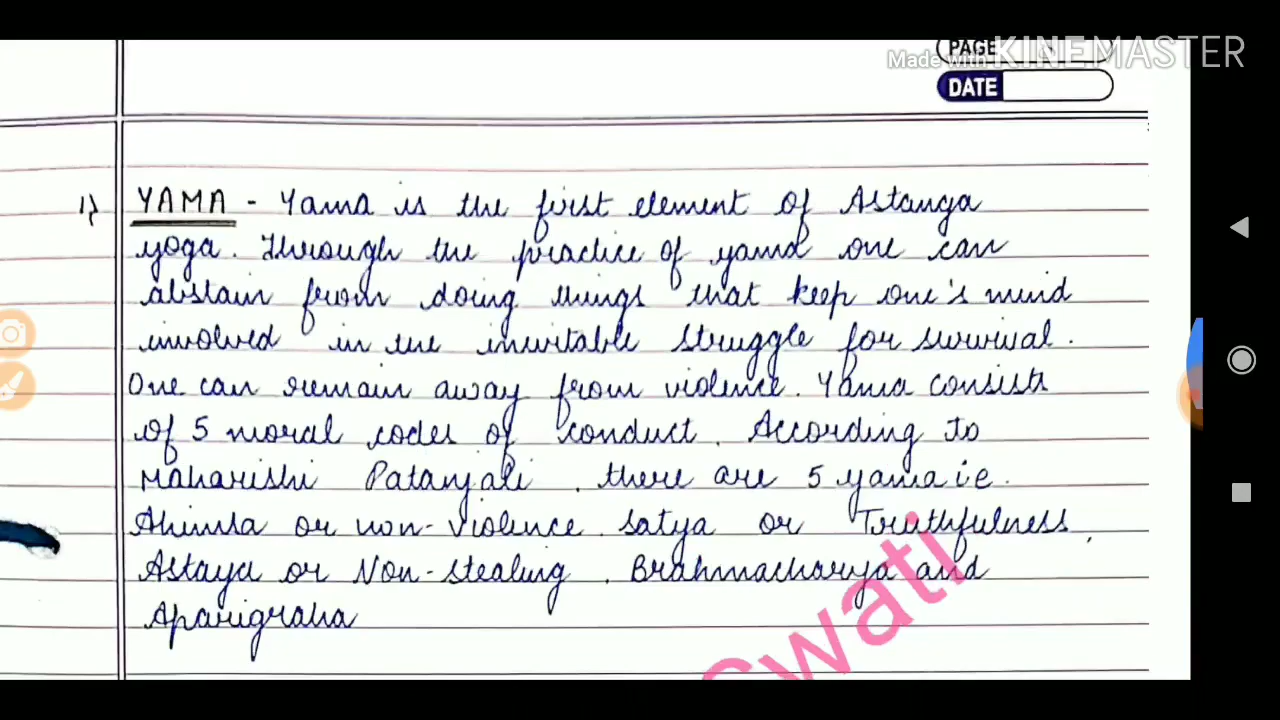 PAGE
Made with KINEMASTER
DATE
1) YAMA - Yama is the first element of Astanga
yoga. Through the practice of yama one can
abstain from doing things that keep one's mind
involved in the inevitable struggle for survival.
One can remain away from violence. Yama consists
of 5 moral codes of conduct. According to
Maharishi Patanjali, there are 5 yama i.e.
Ahimsa or non-violence. Satya or Truthfulness,
Astaya or Non-stealing, Brahmacharya and
Aparigraha
Swati